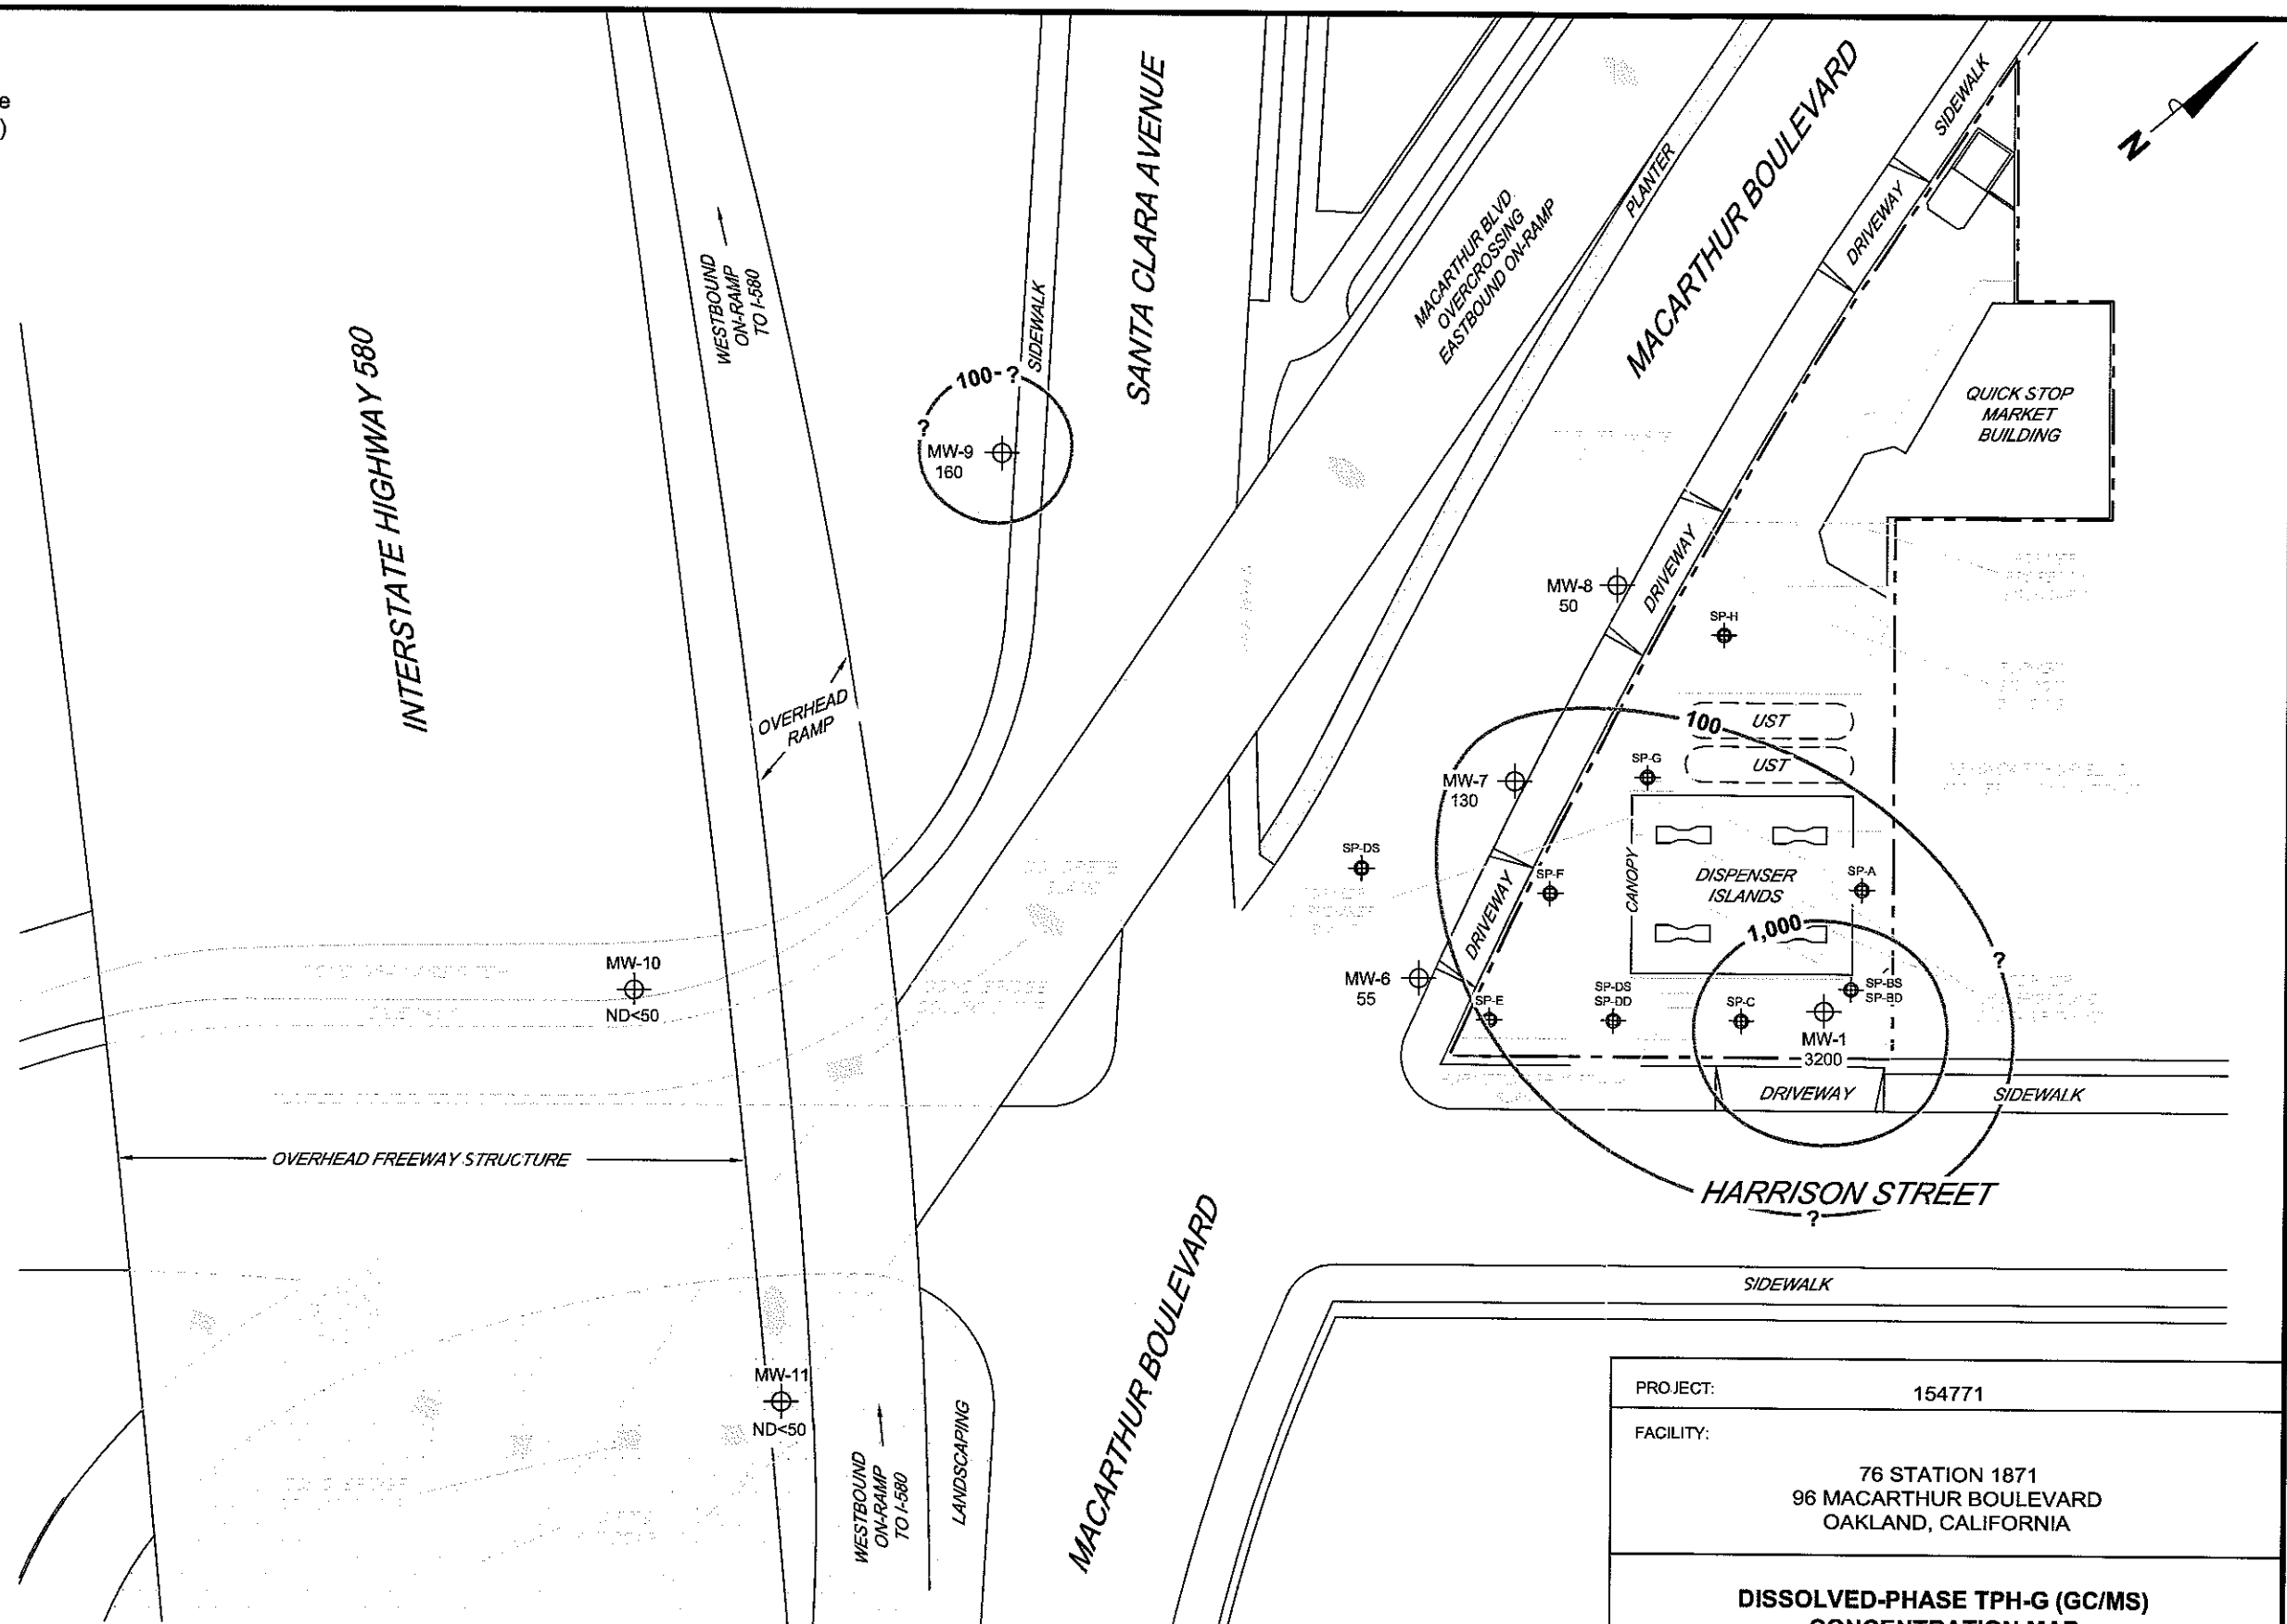 e
)
INTERSTATE HIGHWAY 580
WESTBOUND
ON-RAMP
TO I-580
100
?
SIDEWALK
?
MW-9
160
SANTA CLARA AVENUE
MACARTHUR BLVD.
OVERCROSSING
EASTBOUND ON-RAMP
PLANTER
MACARTHUR BOULEVARD
SIDEWALK
DRIVEWAY
N
QUICK STOP
MARKET
BUILDING
DRIVEWAY
MW-8
50
SP-H
OVERHEAD
RAMP
100
UST
UST
SP-G
MW-7
130
SP-DS
SP-F
CANOPY
DISPENSER
ISLANDS
SP-A
DRIVEWAY
1,000
?
MW-10
ND<50
MW-6
55
SP-E
SP-DS
SP-DD
SP-C
SP-BS
SP-BD
MW-1
3200
DRIVEWAY
SIDEWALK
OVERHEAD FREEWAY STRUCTURE
HARRISON STREET
?
SIDEWALK
MACARTHUR BOULEVARD
MW-11
ND<50
WESTBOUND
ON-RAMP
TO I-580
LANDSCAPING
PROJECT:
154771
FACILITY:
76 STATION 1871
96 MACARTHUR BOULEVARD
OAKLAND, CALIFORNIA
DISSOLVED-PHASE TPH-G (GC/MS)
CONCENTRATION MAP